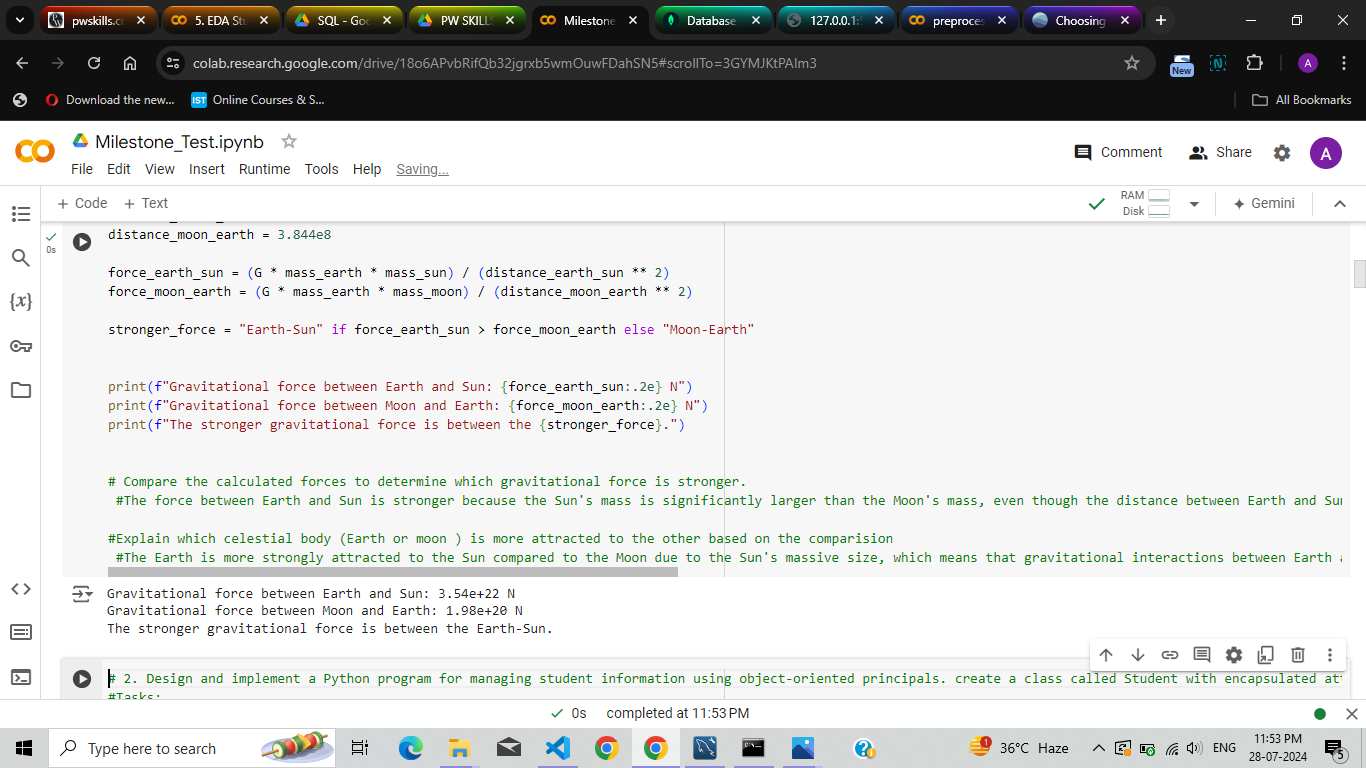 pwskills.c
5. EDA Stu
SQL - Goo
PW SKILL
Milestone
Database
127.0.0.1:
preproces
Choosing
colab.research.google.com/drive/18o6APvbRifQb32jgrxb5wmOuwFDahSN5#scrollTo=3GYMJKtPAIm3
New
N
A
Download the new...
IST
Online Courses & S...
All Bookmarks
Milestone_Test.ipynb
Comment
Share
A
File Edit View Insert Runtime Tools Help Saving...
+ Code + Text
RAM
Disk
Gemini
0s
distance_moon_earth = 3.844e8
force_earth_sun = (G * mass_earth * mass_sun) / (distance_earth_sun ** 2)
force_moon_earth = (G * mass_earth * mass_moon) / (distance_moon_earth ** 2)
stronger_force = "Earth-Sun" if force_earth_sun > force_moon_earth else "Moon-Earth"
print(f"Gravitational force between Earth and Sun: {force_earth_sun:.2e} N")
print(f"Gravitational force between Moon and Earth: {force_moon_earth:.2e} N")
print(f"The stronger gravitational force is between the {stronger_force}.")
# Compare the calculated forces to determine which gravitational force is stronger.
#The force between Earth and Sun is stronger because the Sun's mass is significantly larger than the Moon's mass, even though the distance between Earth and Sun
#Explain which celestial body (Earth or moon ) is more attracted to the other based on the comparision
#The Earth is more strongly attracted to the Sun compared to the Moon due to the Sun's massive size, which means that gravitational interactions between Earth
Gravitational force between Earth and Sun: 3.54e+22 N
Gravitational force between Moon and Earth: 1.98e+20 N
The stronger gravitational force is between the Earth-Sun.
# 2. Design and implement a Python program for managing student information using object-oriented principals. create a class called Student with encapsulated at
#Tasks:
0s completed at 11:53 PM
Type here to search
1
36°C Haze
ENG
11:53 PM
28-07-2024
5